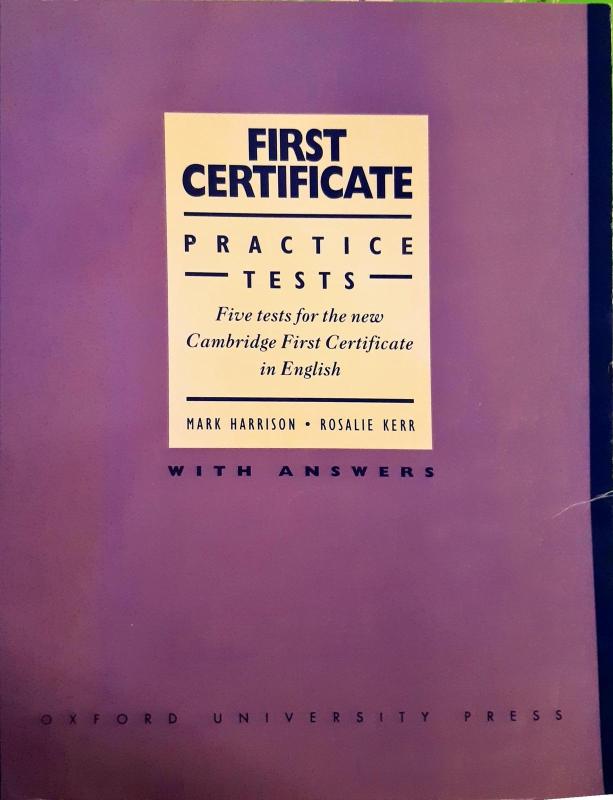 FIRST
CERTIFICATE
PRACTICE
TESTS
Five tests for the new
Cambridge First Certificate
in English
MARK HARRISON • ROSALIE KERR
WITH ANSWERS
OXFORD UNIVERSITY PRESS